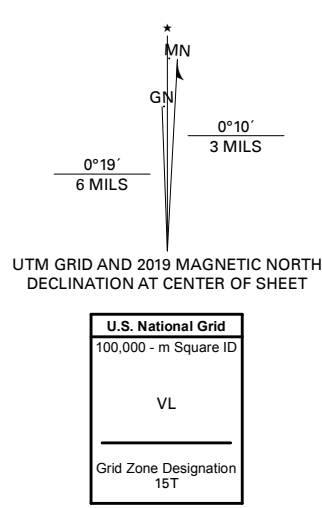 ★
MN
GN
0°10´
3 MILS
0°19´
6 MILS
UTM GRID AND 2019 MAGNETIC NORTH
DECLINATION AT CENTER OF SHEET
U.S. National Grid
100,000 - m Square ID
VL
Grid Zone Designation
15T